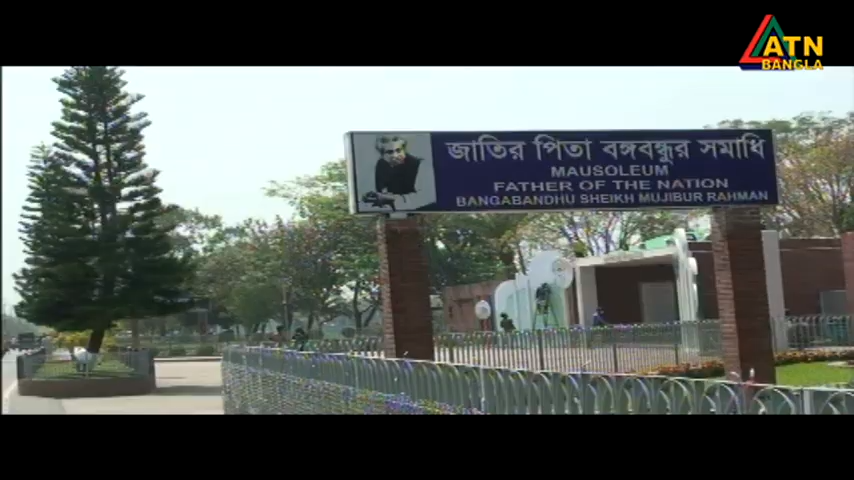 ATN
BANGLA
জাতির পিতা বঙ্গবন্ধুর সমাধি
MAUSOLEUM
FATHER OF THE NATION
BANGABANDHU SHEIKH MUJIBUR RAHMAN